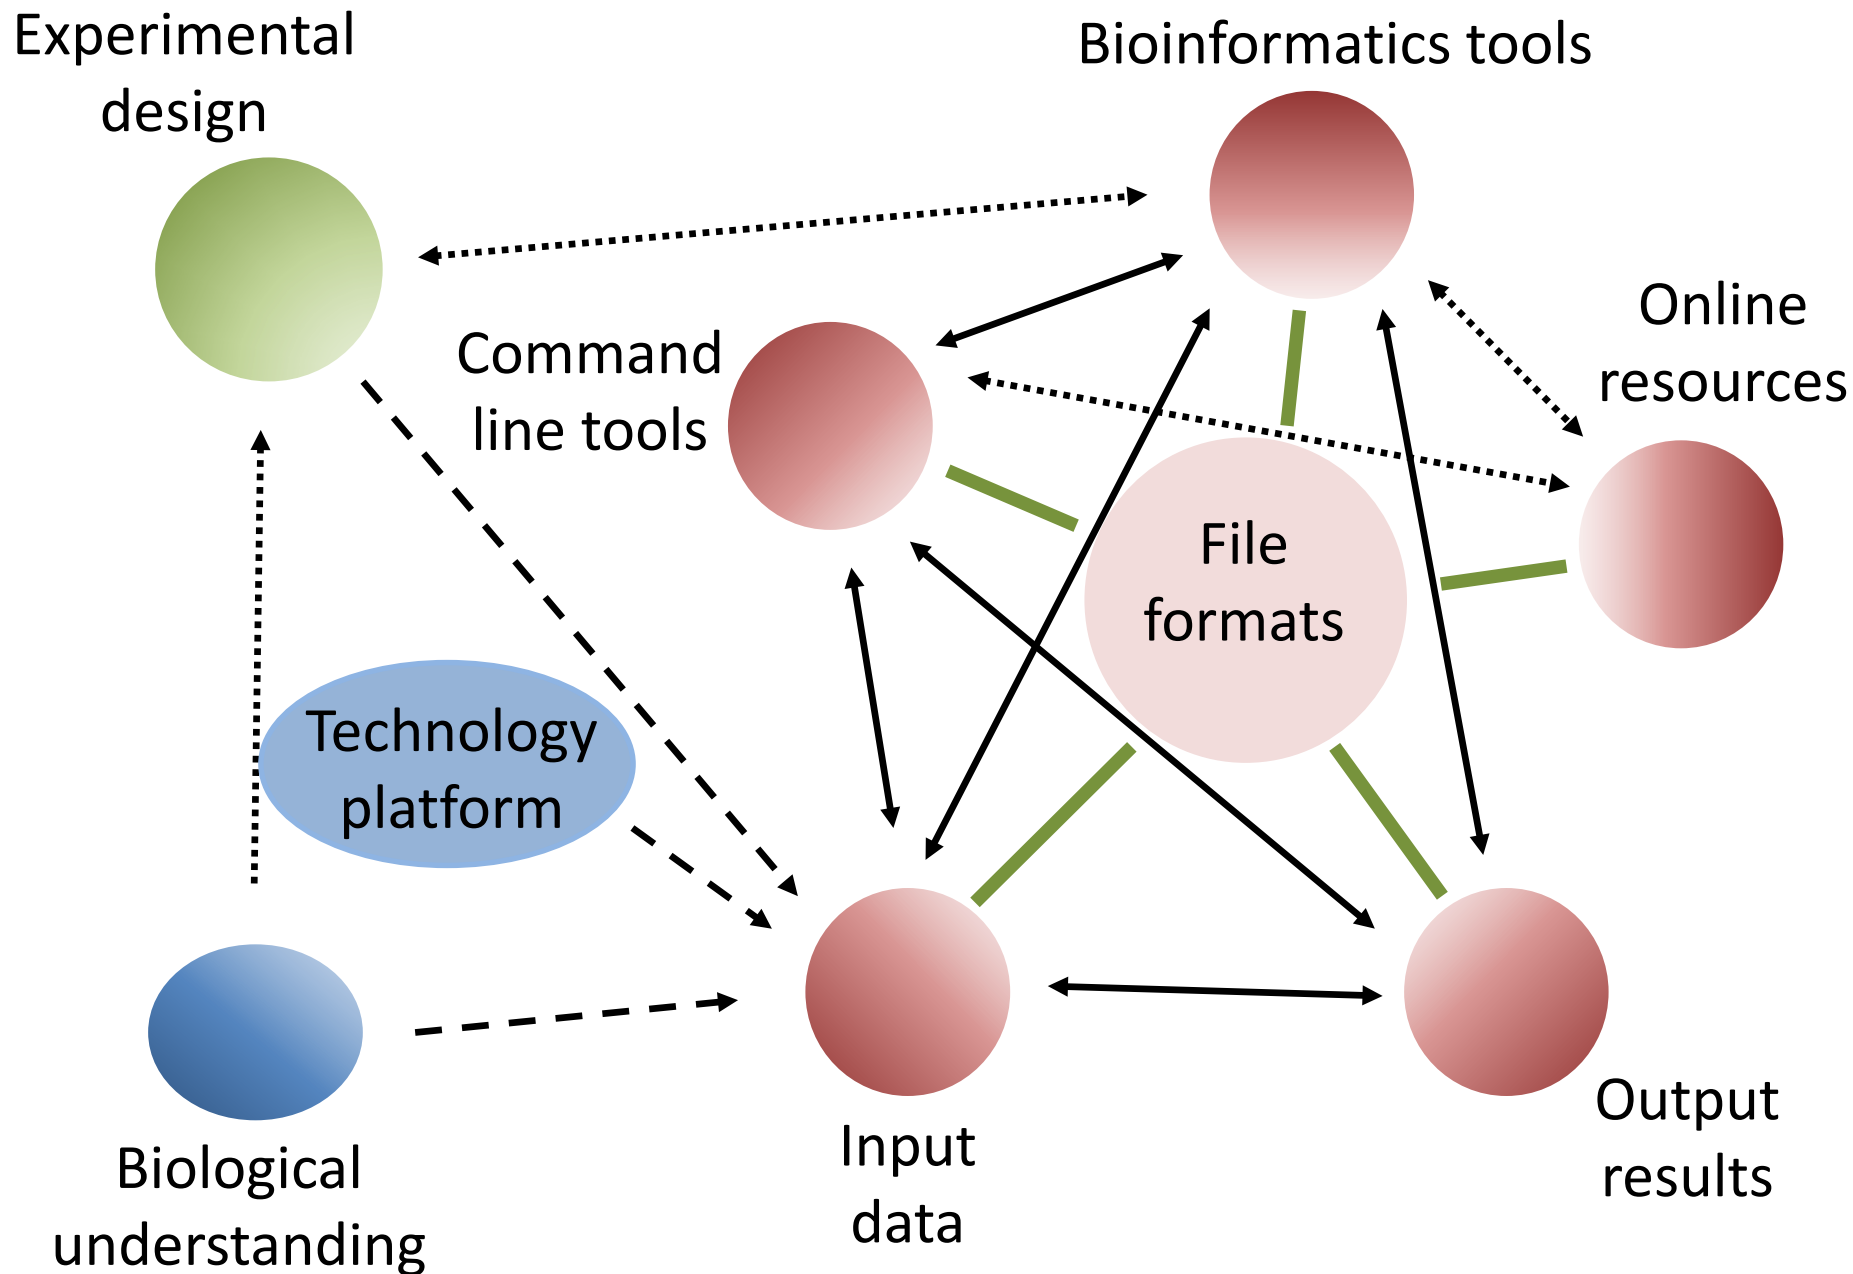 Experimental
design
Bioinformatics tools
Command
line tools
Online
resources
File
formats
Technology
platform
Biological
understanding
Input
data
Output
results